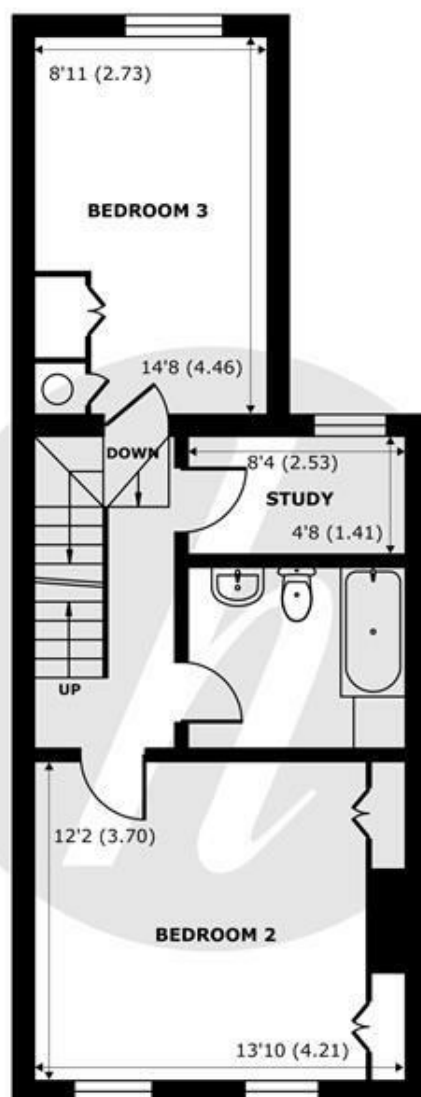 8'11 (2.73)
BEDROOM 3
14'8 (4.46)
DOWN
8'4 (2.53)
STUDY
4'8 (1.41)
UP
12'2 (3.70)
BEDROOM 2
13'10 (4.21)
h